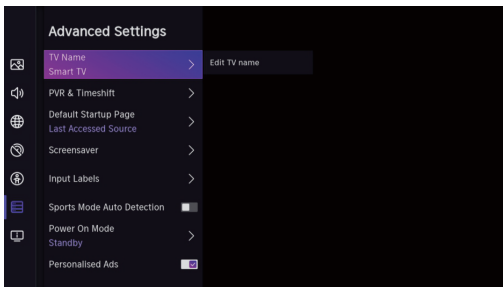 Advanced Settings
TV Name
Smart TV
Edit TV name
PVR & Timeshift
Default Startup Page
Last Accessed Source
Screensaver
Input Labels
Sports Mode Auto Detection
Power On Mode
Standby
Personalised Ads